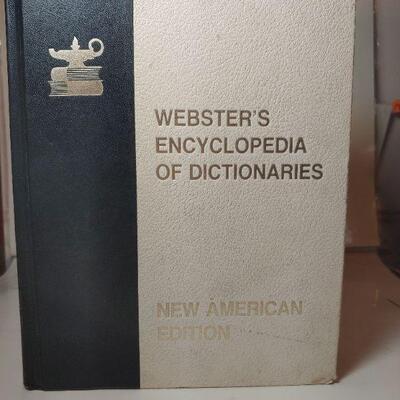 WEBSTER'S
ENCYCLOPEDIA
OF DICTIONARIES
NEW AMERICAN
EDITION